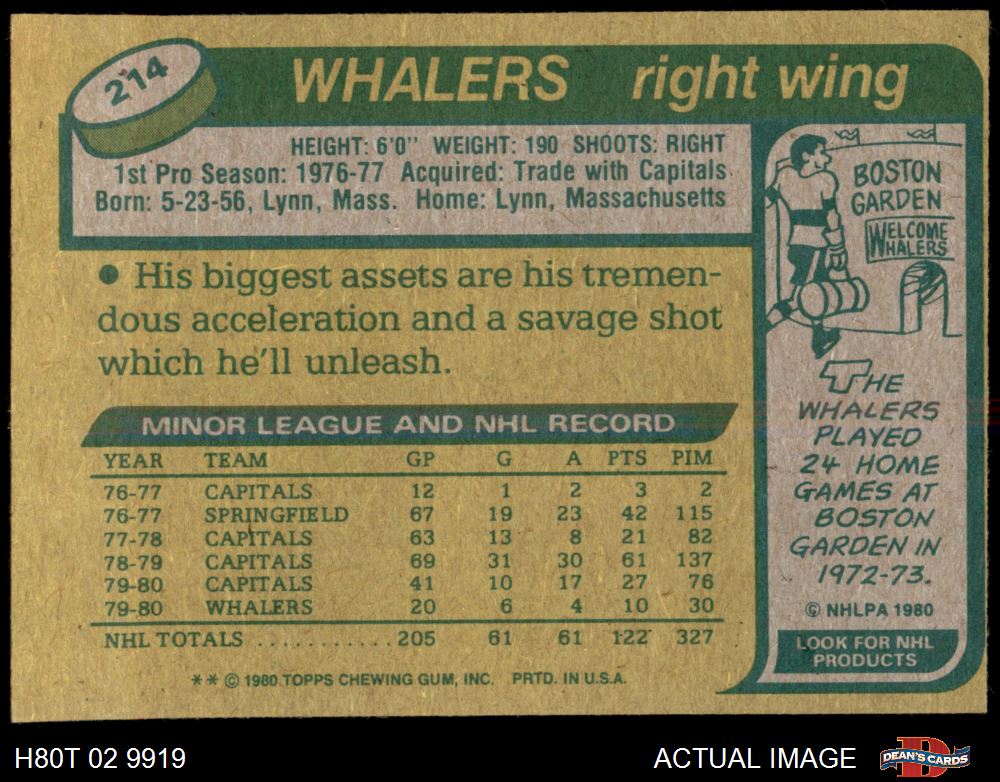 214
WHALERS right wing
HEIGHT: 6'0" WEIGHT: 190 SHOOTS: RIGHT
1st Pro Season: 1976-77 Acquired: Trade with Capitals
Born: 5-23-56, Lynn, Mass. Home: Lynn, Massachusetts
● His biggest assets are his tremen-
dous acceleration and a savage shot
which he'll unleash.
MINOR LEAGUE AND NHL RECORD
YEAR TEAM GP G A PTS PIM
76-77 CAPITALS 12 1 2 3 2
76-77 SPRINGFIELD 67 19 23 42 115
77-78 CAPITALS 63 13 8 21 82
78-79 CAPITALS 69 31 30 61 137
79-80 CAPITALS 41 10 17 27 76
79-80 WHALERS 20 6 4 10 30
NHL TOTALS ............ 205 61 61 122 327
** © 1980 TOPPS CHEWING GUM, INC. PRTD. IN U.S.A.
BOSTON
GARDEN
WELCOME
WHALERS
THE
WHALERS
PLAYED
24 HOME
GAMES AT
BOSTON
GARDEN IN
1972-73.
© NHLPA 1980
LOOK FOR NHL
PRODUCTS
H80T 02 9919
ACTUAL IMAGE
DEAN'S CARDS